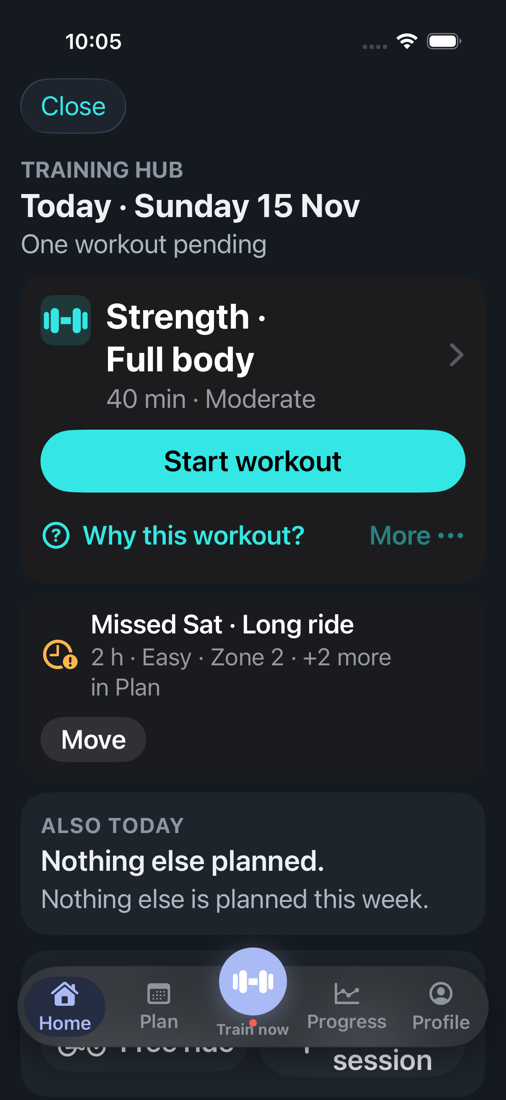 10:05
Close
TRAINING HUB
Today · Sunday 15 Nov
One workout pending
Strength ·
Full body
40 min · Moderate
Start workout
Why this workout?
More ···
Missed Sat · Long ride
2 h · Easy · Zone 2 · +2 more
in Plan
Move
ALSO TODAY
Nothing else planned.
Nothing else is planned this week.
Home
Plan
Train now
Progress
Profile
session